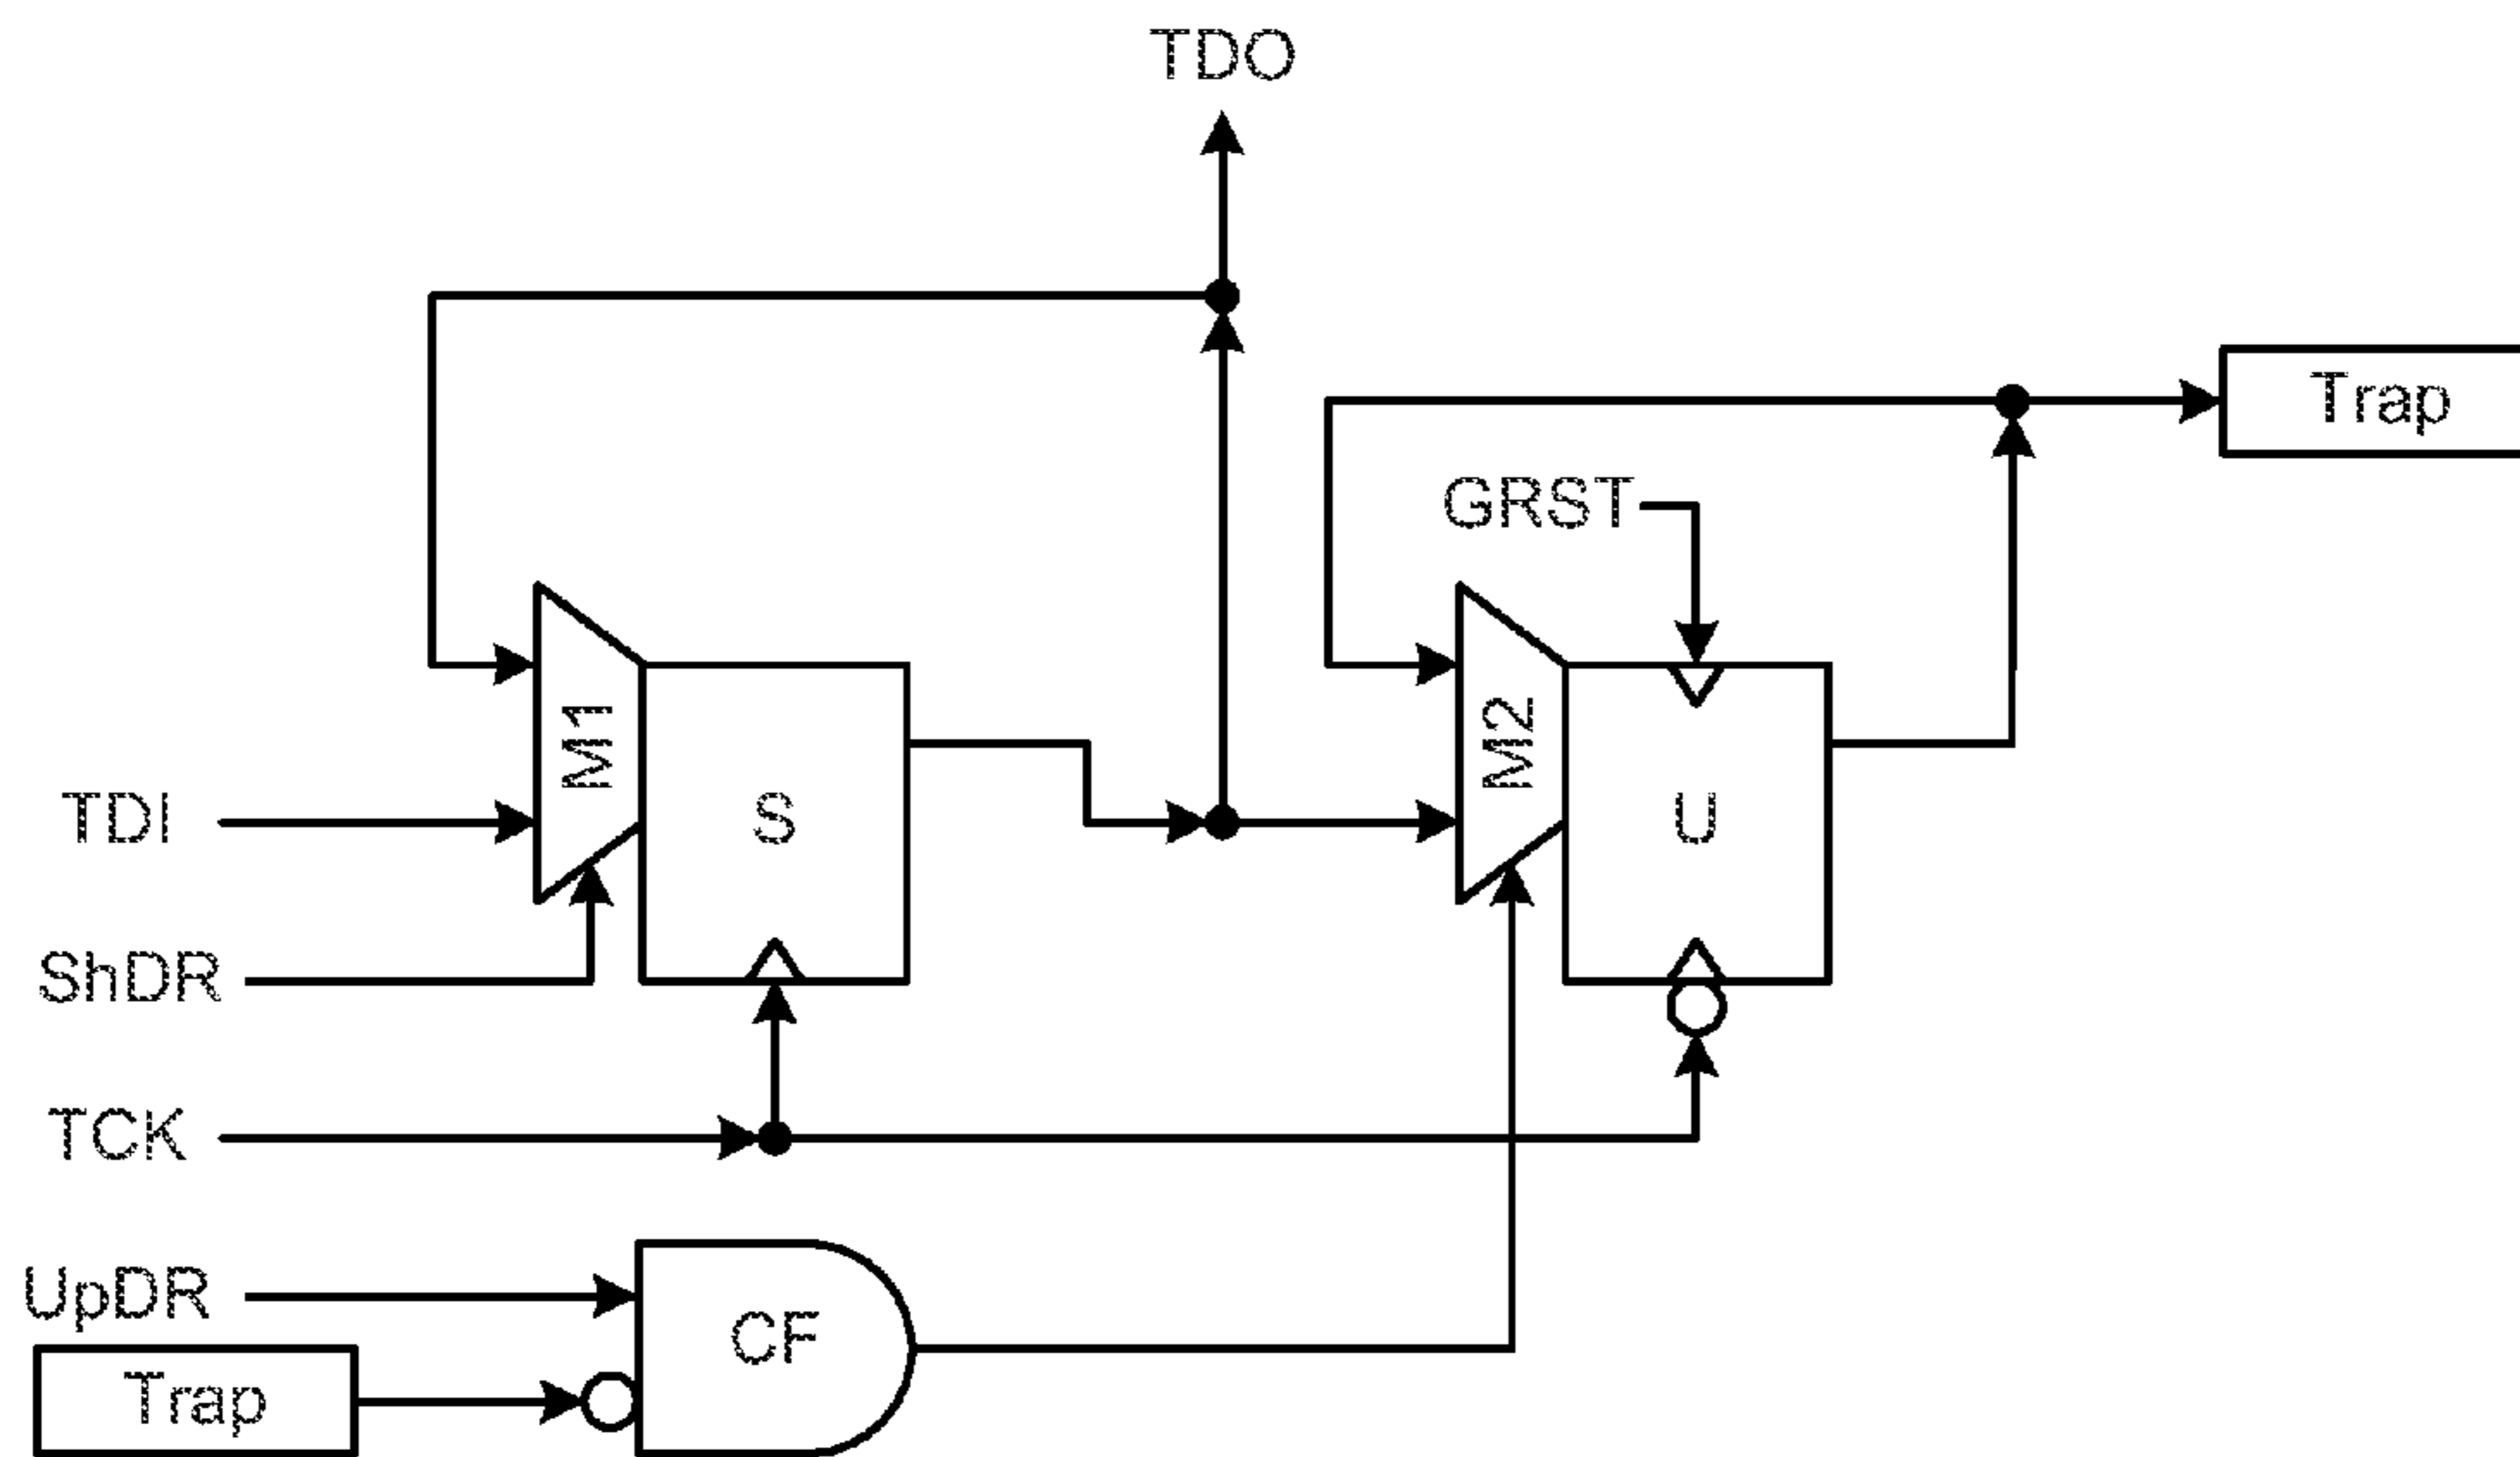 TDO
Trap
GRST
M1
M2
TDI
S
U
ShDR
TCK
UpDR
CF
Trap